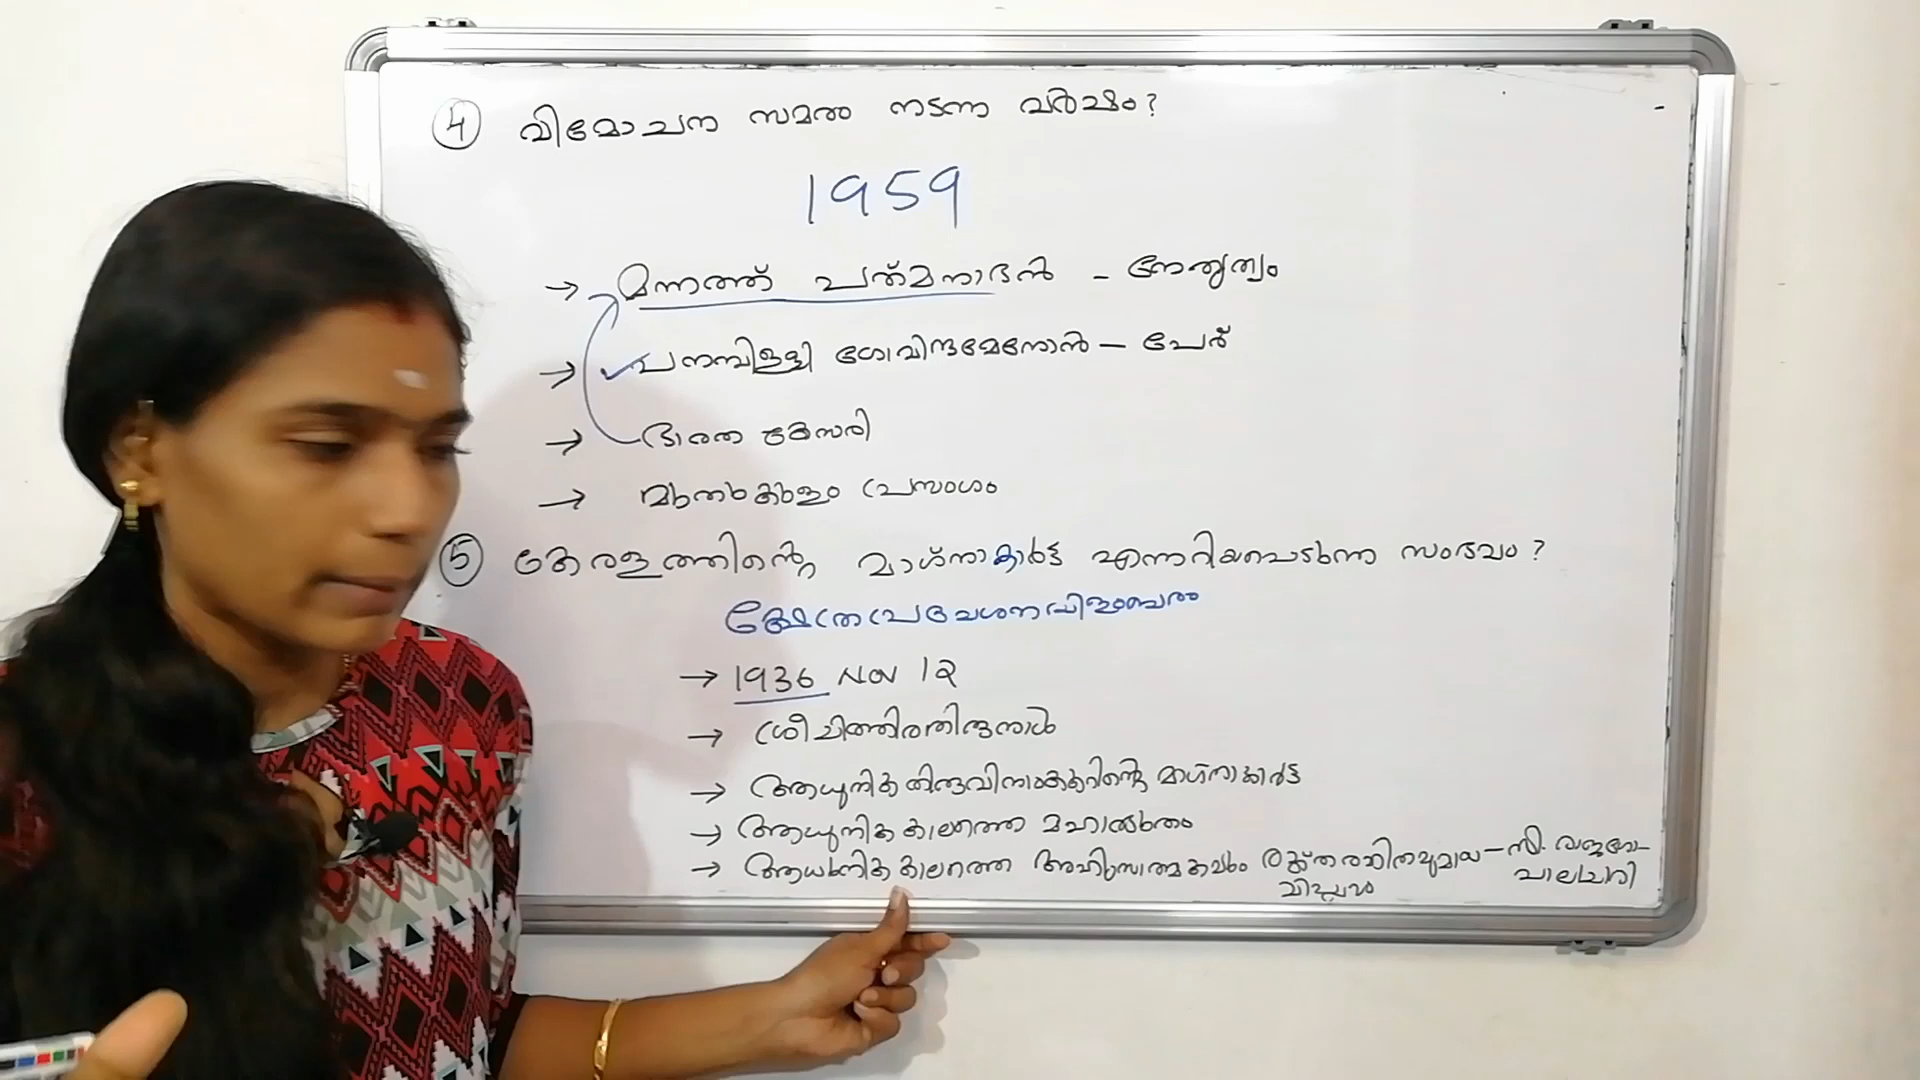 4 വിമോചന സമരം നടന്ന വർഷം?
1959
→ മന്നത്ത് പത്മനാഭൻ - നേതൃത്വം
→ പനമ്പിള്ളി ഗോവിന്ദമേനോൻ - പേര്
→ ഭാരത കേസരി
→ മുതുകുളം പ്രസംഗം
5 കേരളത്തിന്റെ മാഗ്നാകാർട്ട എന്നറിയപ്പെടുന്ന സംഭവം?
ക്ഷേത്രപ്രവേശനവിളംബരം
→ 1936 NOV 12
→ ശ്രീചിത്തിരതിരുനാൾ
→ ആധുനിക തിരുവിതാംകൂറിന്റെ മാഗ്നാകാർട്ട
→ ആധുനിക കാലത്തെ മഹാത്ഭുതം
→ ആധുനിക കാലത്തെ അഹിംസാത്മകവും രക്തരഹിതവുമായ വിപ്ലവം - സി. രാജഗോപാലാചാരി